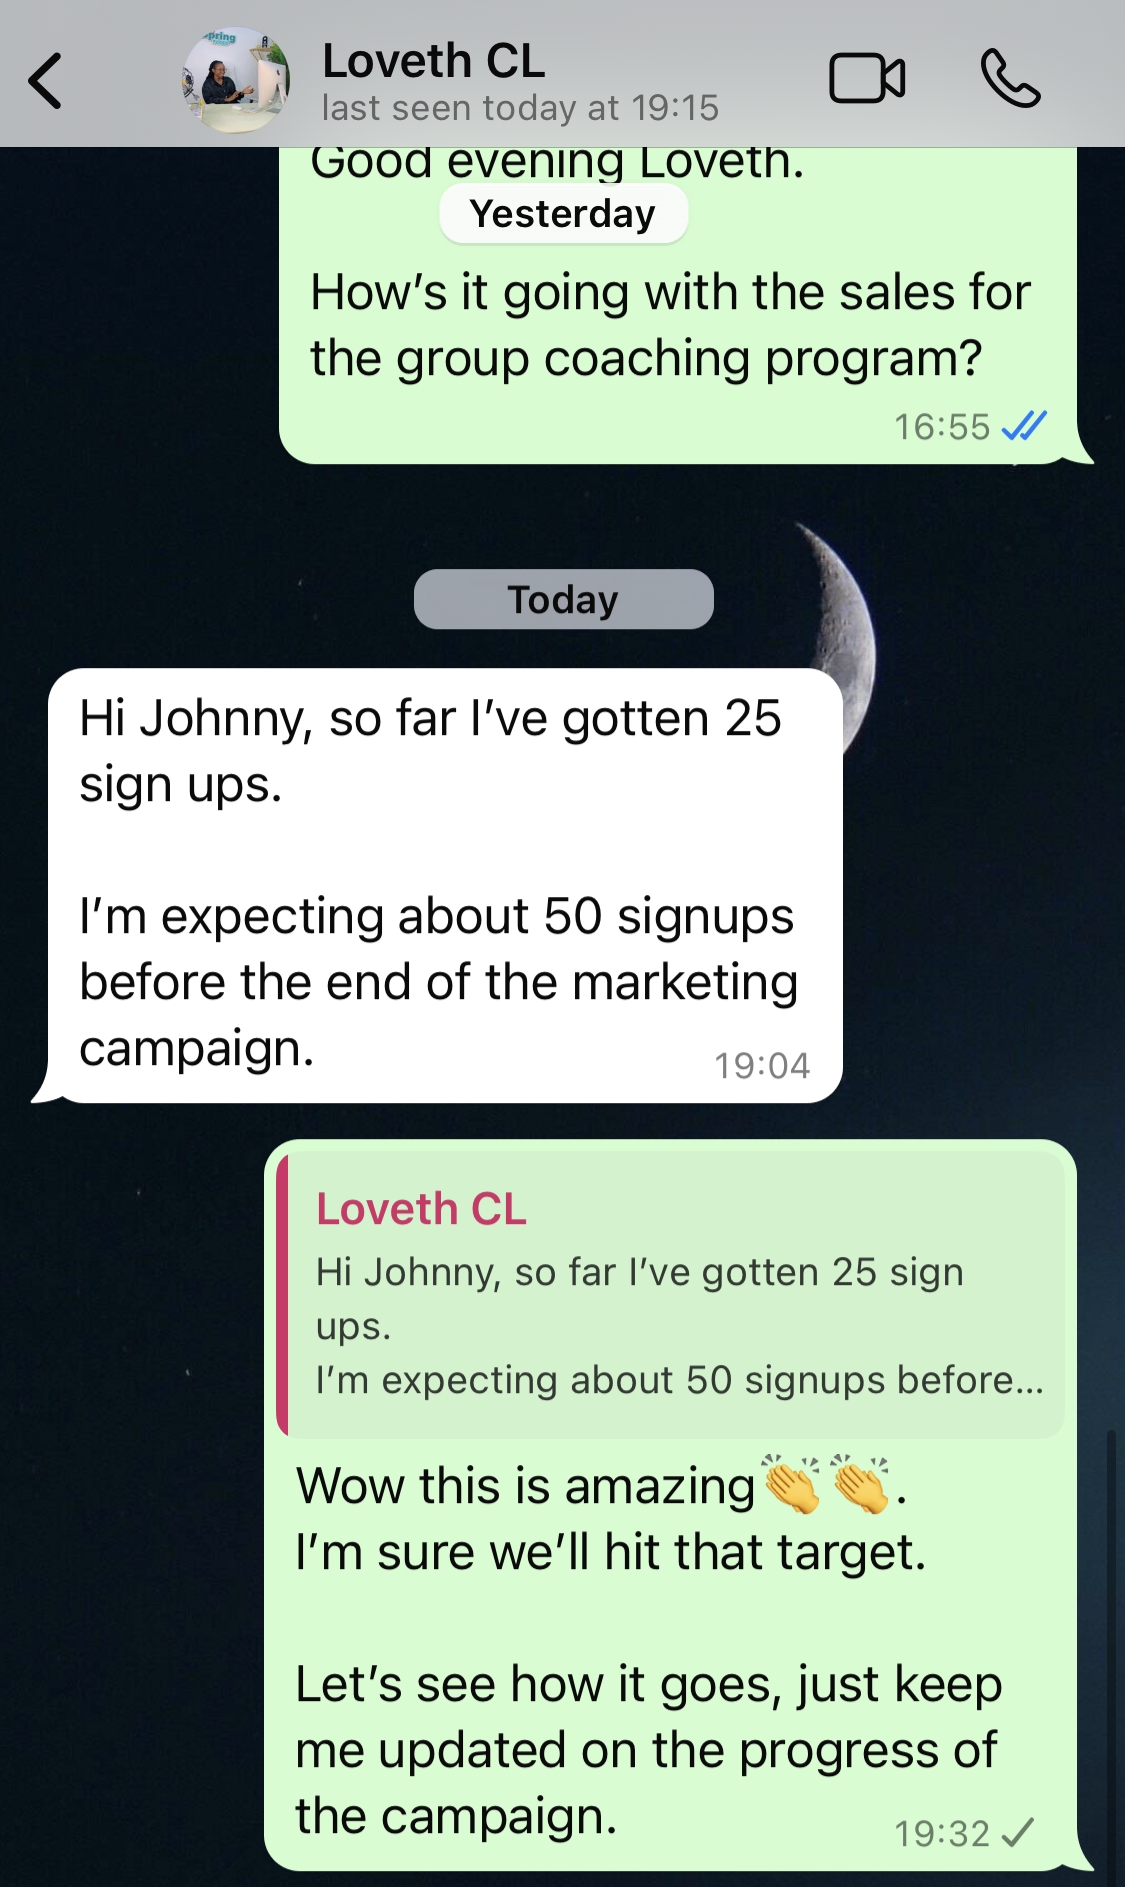 Spring
Loveth CL
last seen today at 19:15
Good evening Loveth.
Yesterday
How’s it going with the sales for
the group coaching program?
16:55
Today
Hi Johnny, so far I’ve gotten 25
sign ups.
I’m expecting about 50 signups
before the end of the marketing
campaign.
19:04
Loveth CL
Hi Johnny, so far I’ve gotten 25 sign
ups.
I’m expecting about 50 signups before...
Wow this is amazing👏👏.
I’m sure we’ll hit that target.
Let’s see how it goes, just keep
me updated on the progress of
the campaign.
19:32